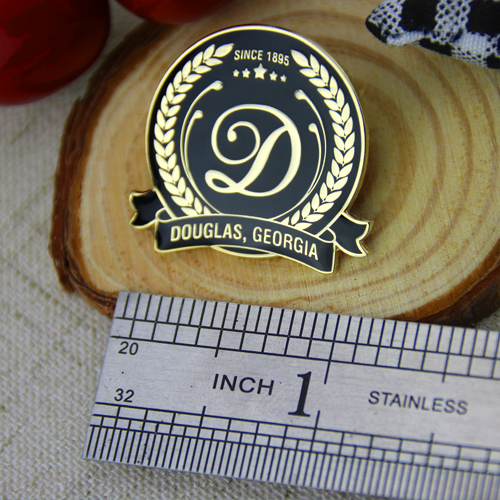 SINCE 1895
D
DOUGLAS, GEORGIA
20
INCH 1 STAINLESS
32